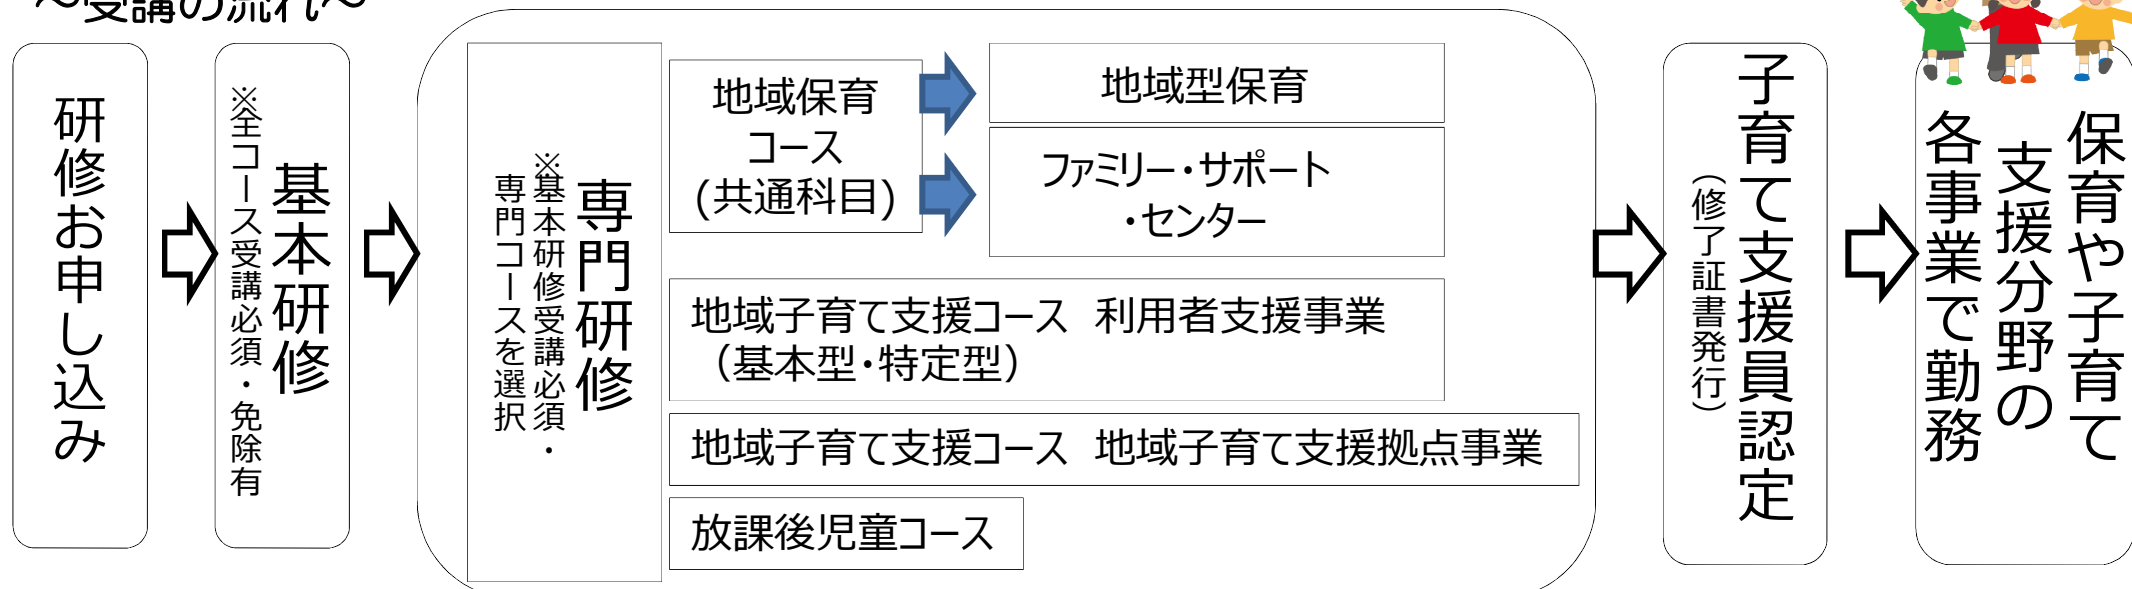 ～受講の流れ～
研修お申し込み
基本研修
※全コース受講必須・免除有
専門研修
※基本研修受講必須・
専門コースを選択
地域保育
コース
(共通科目)
地域型保育
ファミリー・サポート
・センター
地域子育て支援コース　利用者支援事業
（基本型・特定型）
地域子育て支援コース　地域子育て支援拠点事業
放課後児童コース
子育て支援員認定
（修了証書発行）
保育や子育て
支援分野の
各事業で勤務